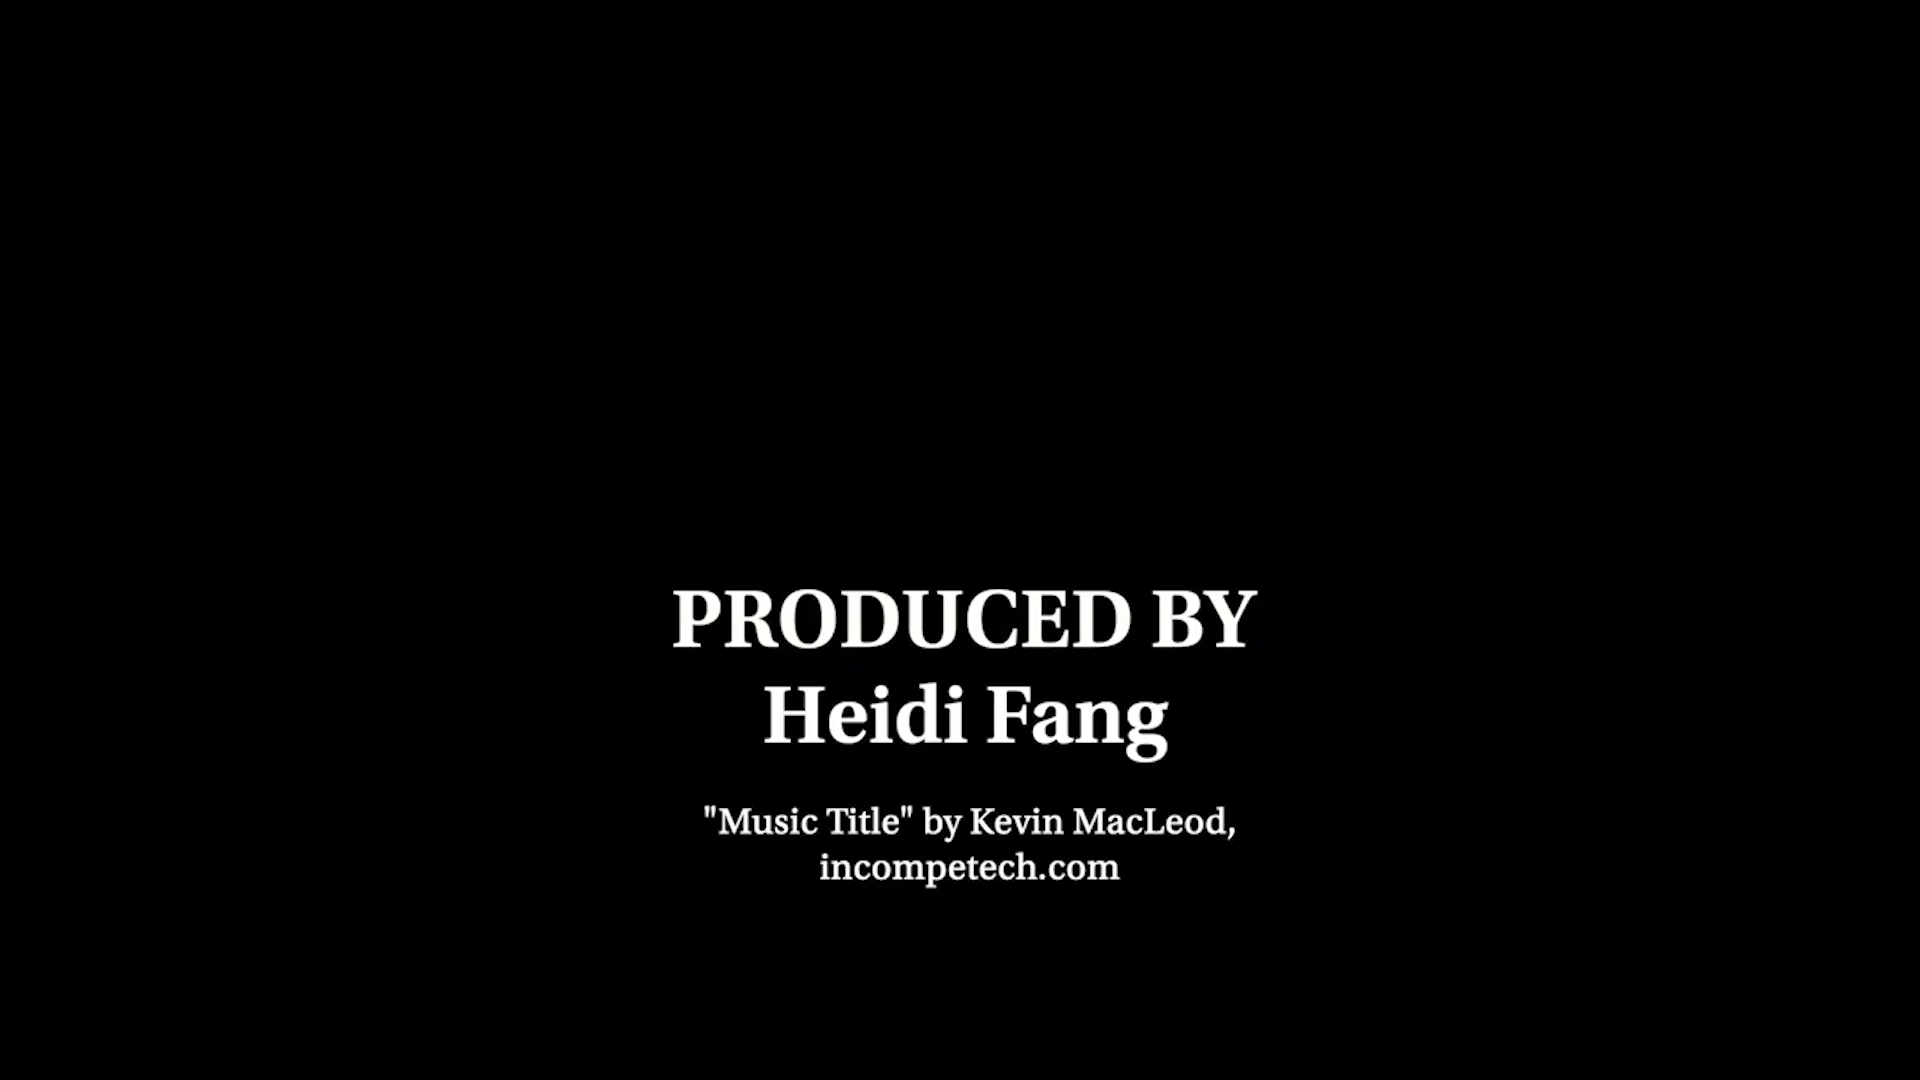 PRODUCED BY
Heidi Fang
"Music Title" by Kevin MacLeod,
incompetech.com